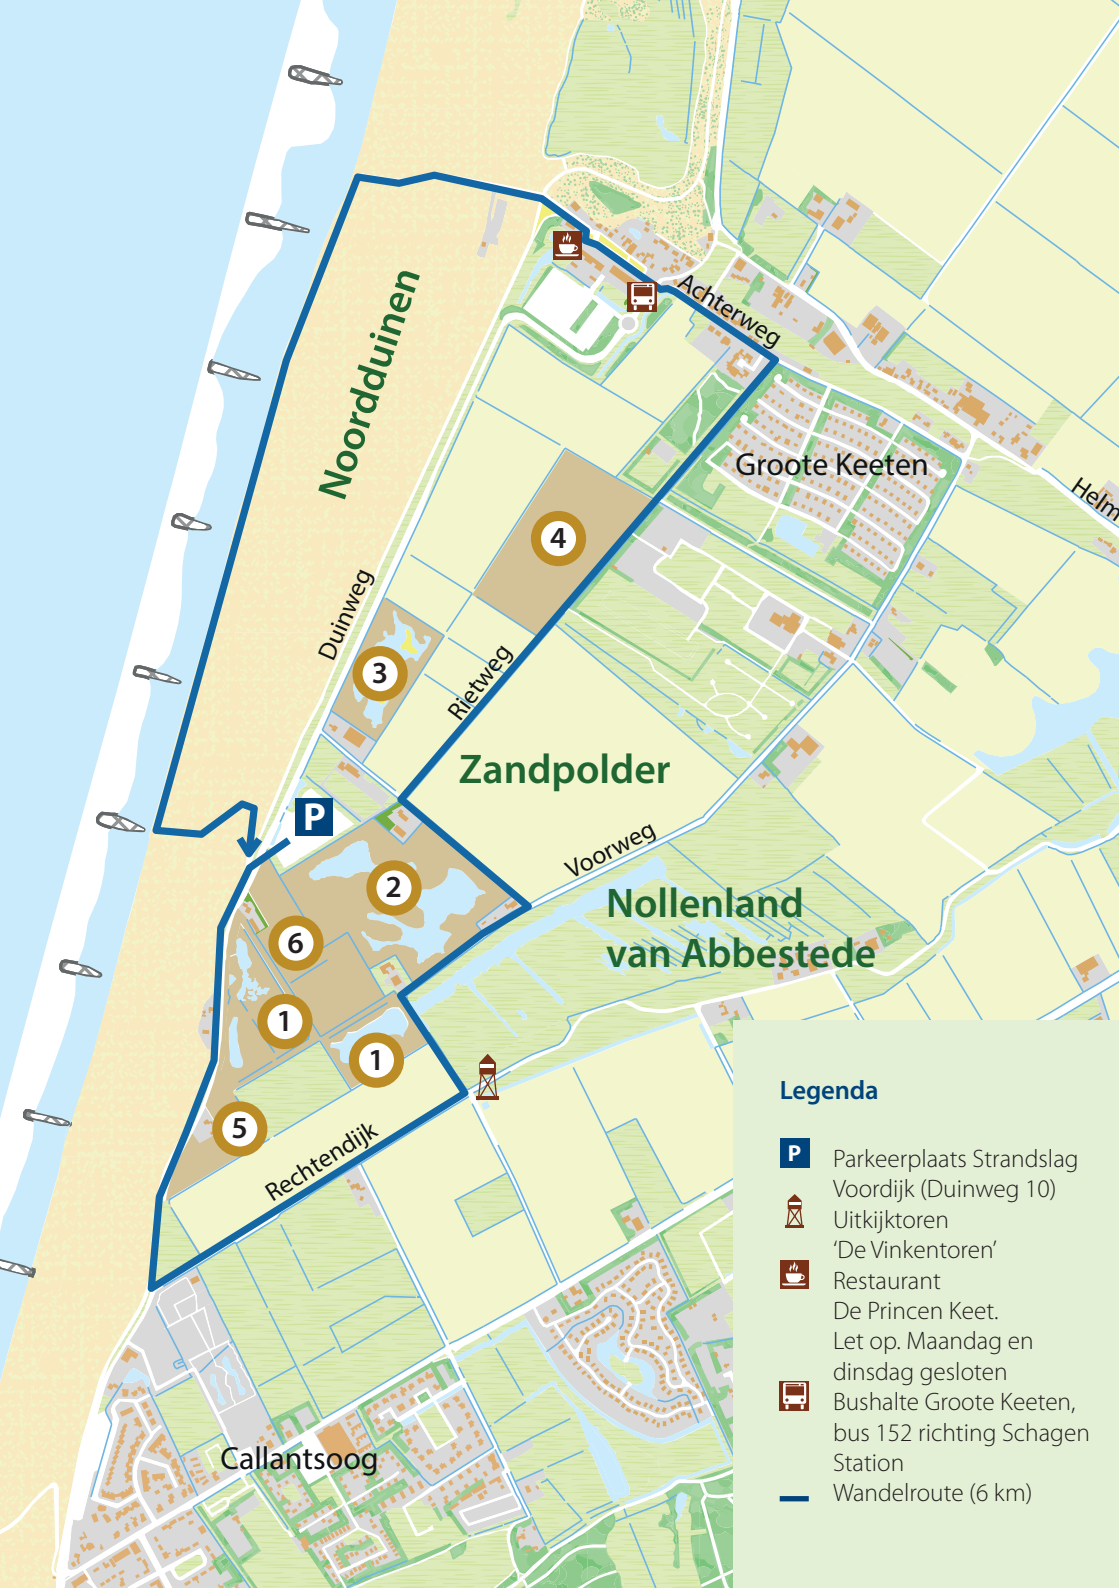 Achterweg
Noordduinen
Groote Keeten
Helm
4
Duinweg
3
Rietweg
Zandpolder
P
Voorweg
2
Nollenland
van Abbestede
6
1
1
5
Rechtendijk
Callantsoog
Legenda
P Parkeerplaats Strandslag
Voordijk (Duinweg 10)
Uitkijktoren
‘De Vinkentoren’
Restaurant
De Princen Keet.
Let op. Maandag en
dinsdag gesloten
Bushalte Groote Keeten,
bus 152 richting Schagen
Station
Wandelroute (6 km)